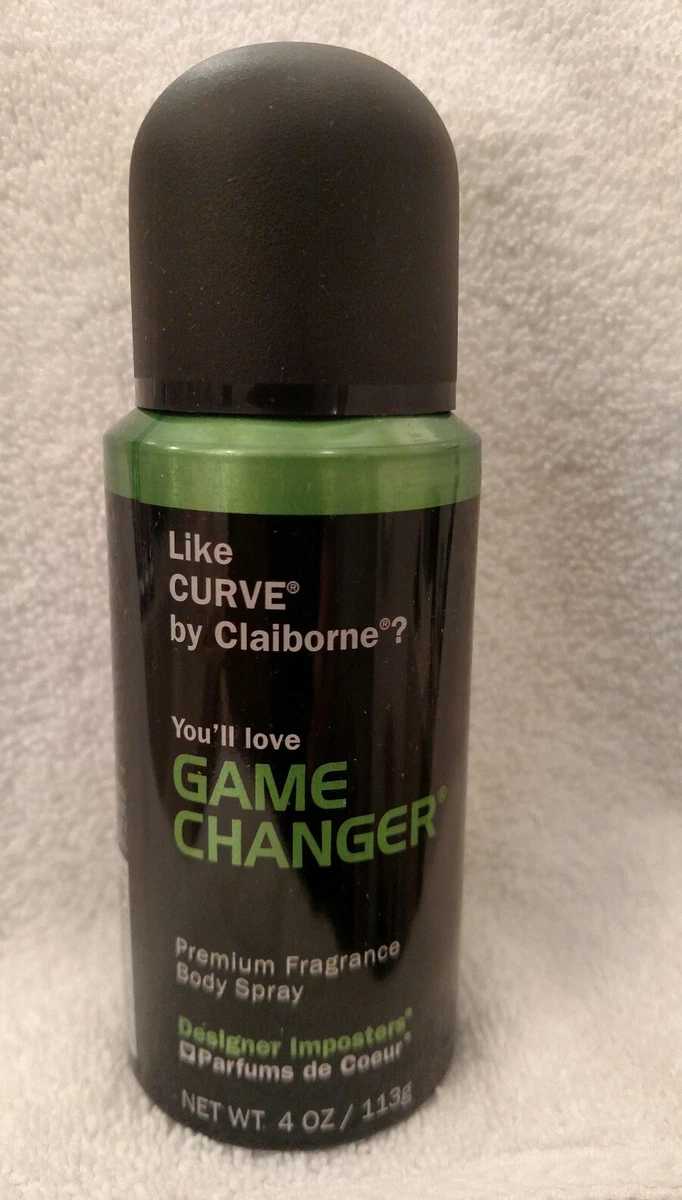 Like
CURVE®
by Claiborne®?
You'll love
GAME
CHANGER®
Premium Fragrance
Body Spray
Designer Imposters®
Parfums de Coeur®
NET WT. 4 OZ / 113g